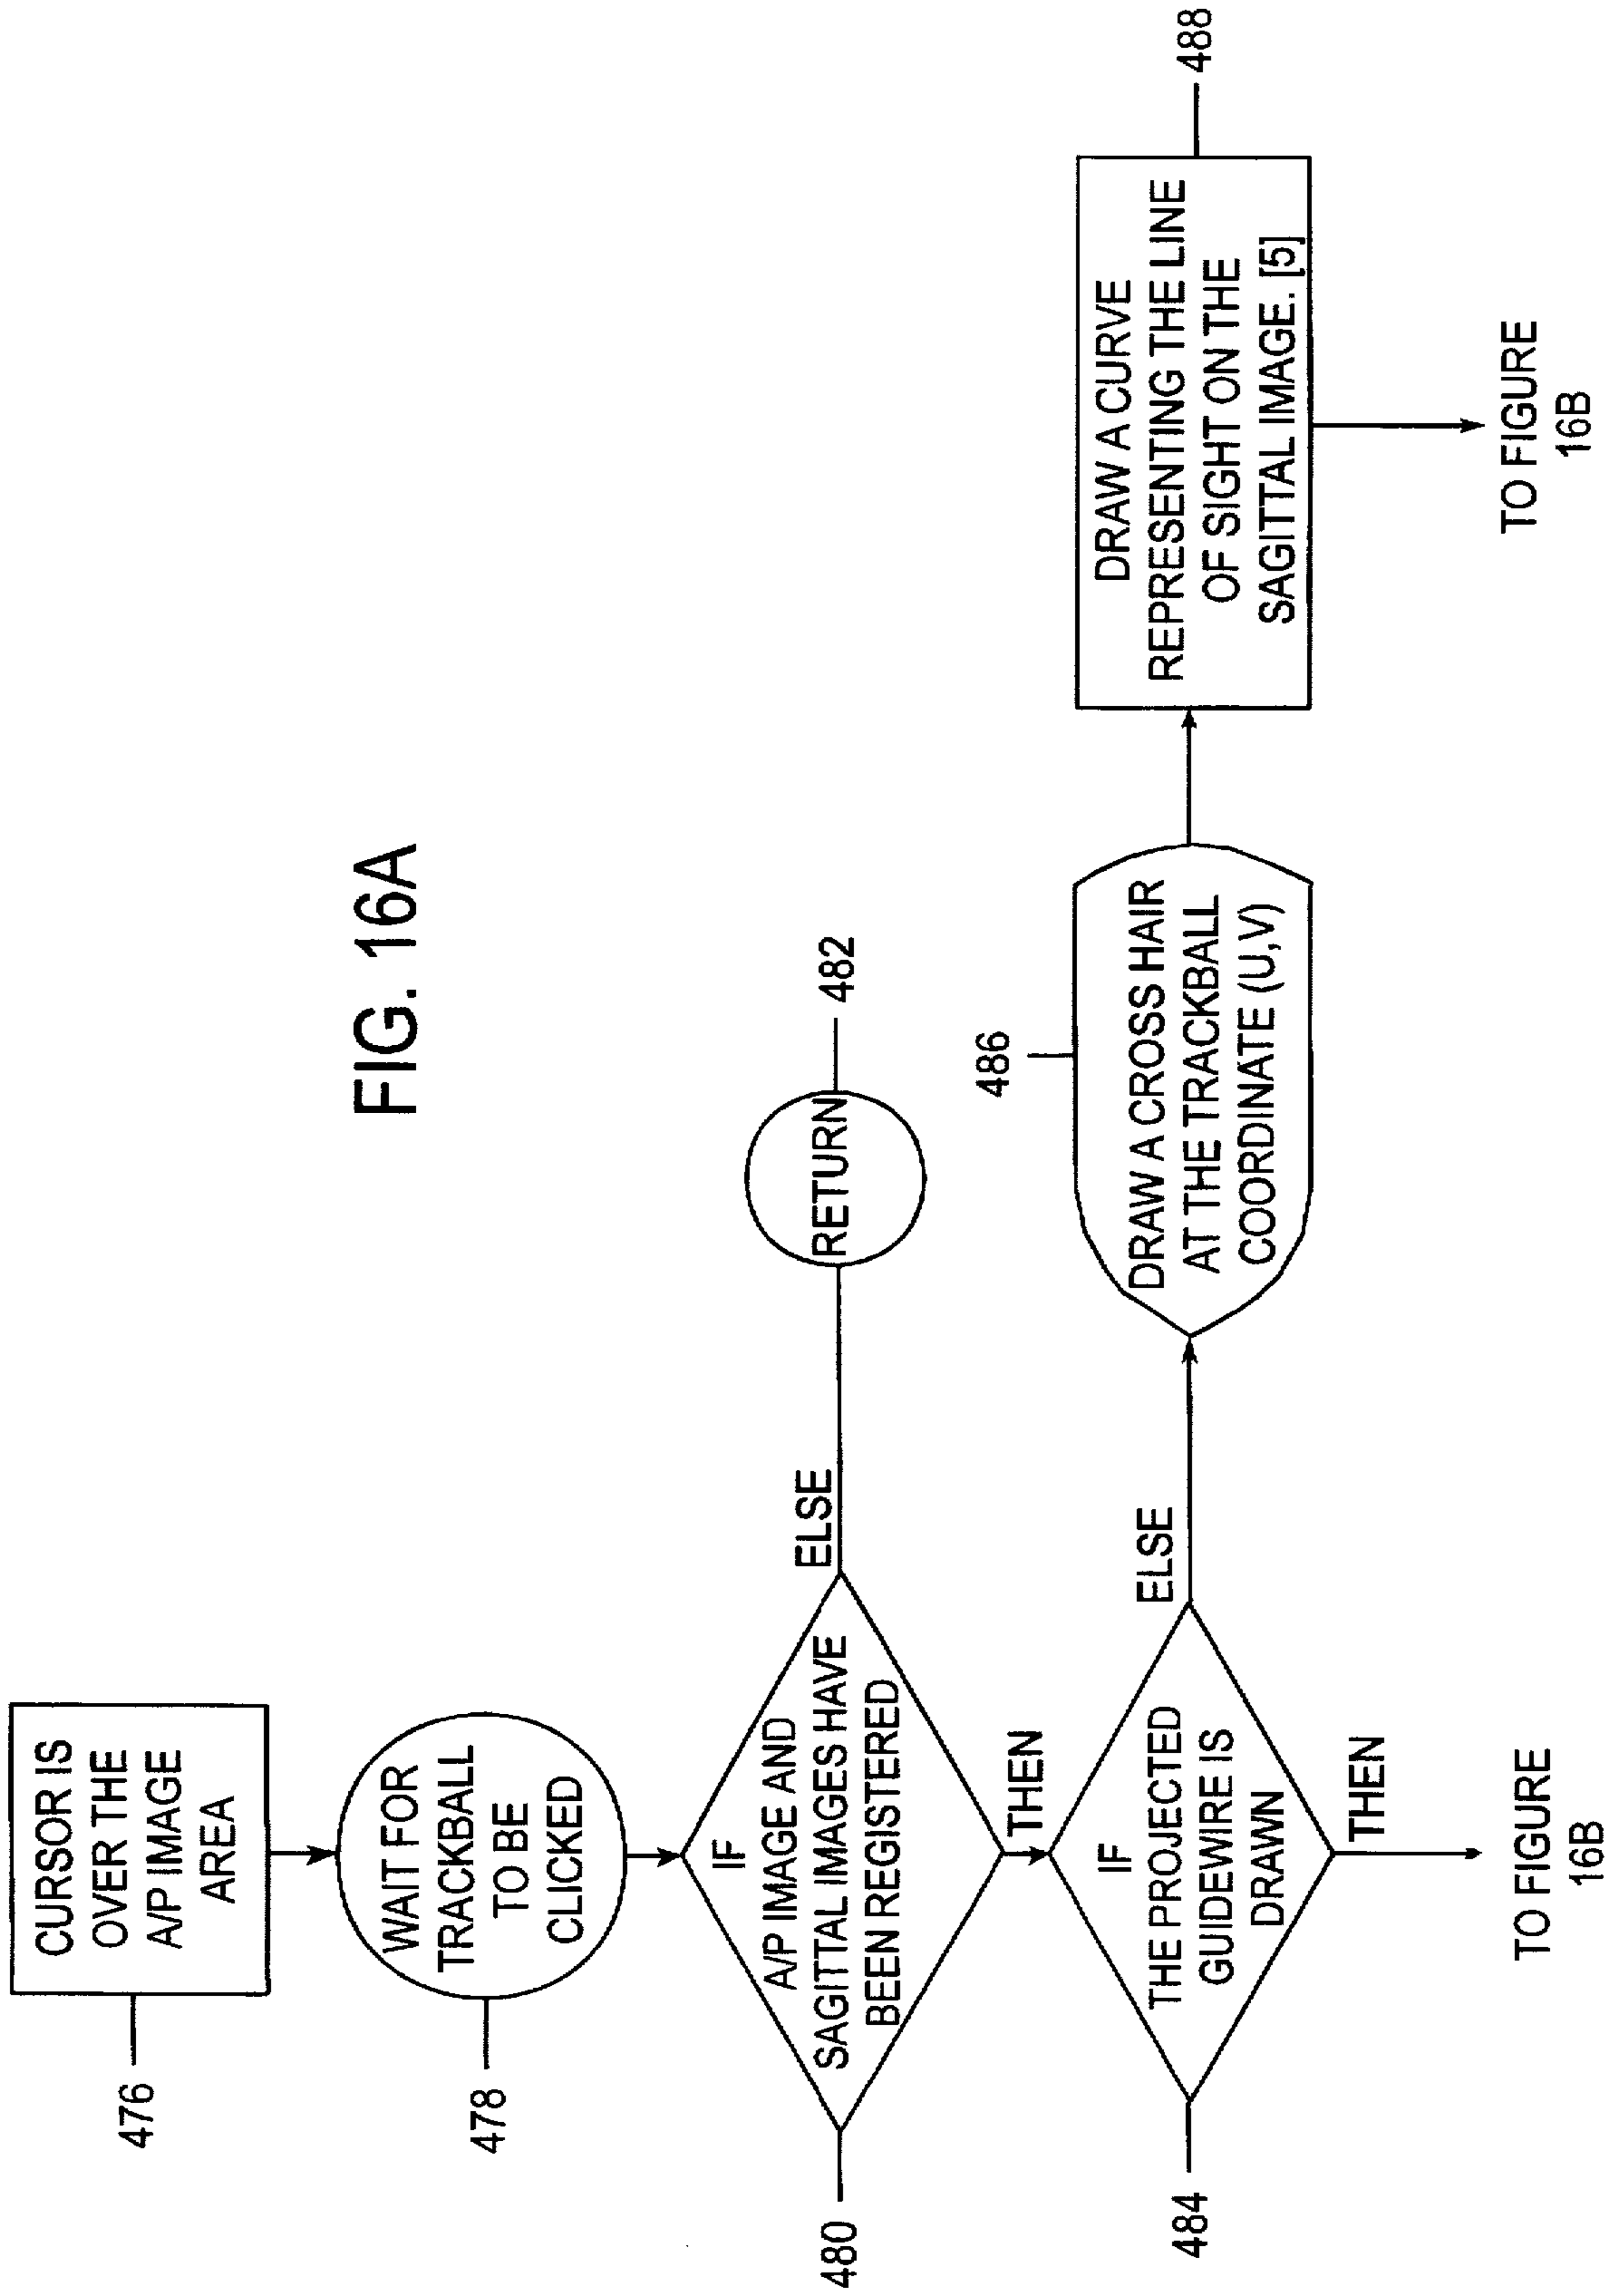 FIG. 16A
476
CURSOR IS
OVER THE
A/P IMAGE
AREA
478
WAIT FOR
TRACKBALL
TO BE
CLICKED
480
IF
A/P IMAGE AND
SAGITTAL IMAGES HAVE
BEEN REGISTERED
ELSE
RETURN
482
THEN
484
IF
THE PROJECTED
GUIDEWIRE IS
DRAWN
ELSE
486
DRAW A CROSS HAIR
AT THE TRACKBALL
COORDINATE (U,V)
DRAW A CURVE
REPRESENTING THE LINE
OF SIGHT ON THE
SAGITTAL IMAGE. [5]
488
THEN
TO FIGURE
16B
TO FIGURE
16B